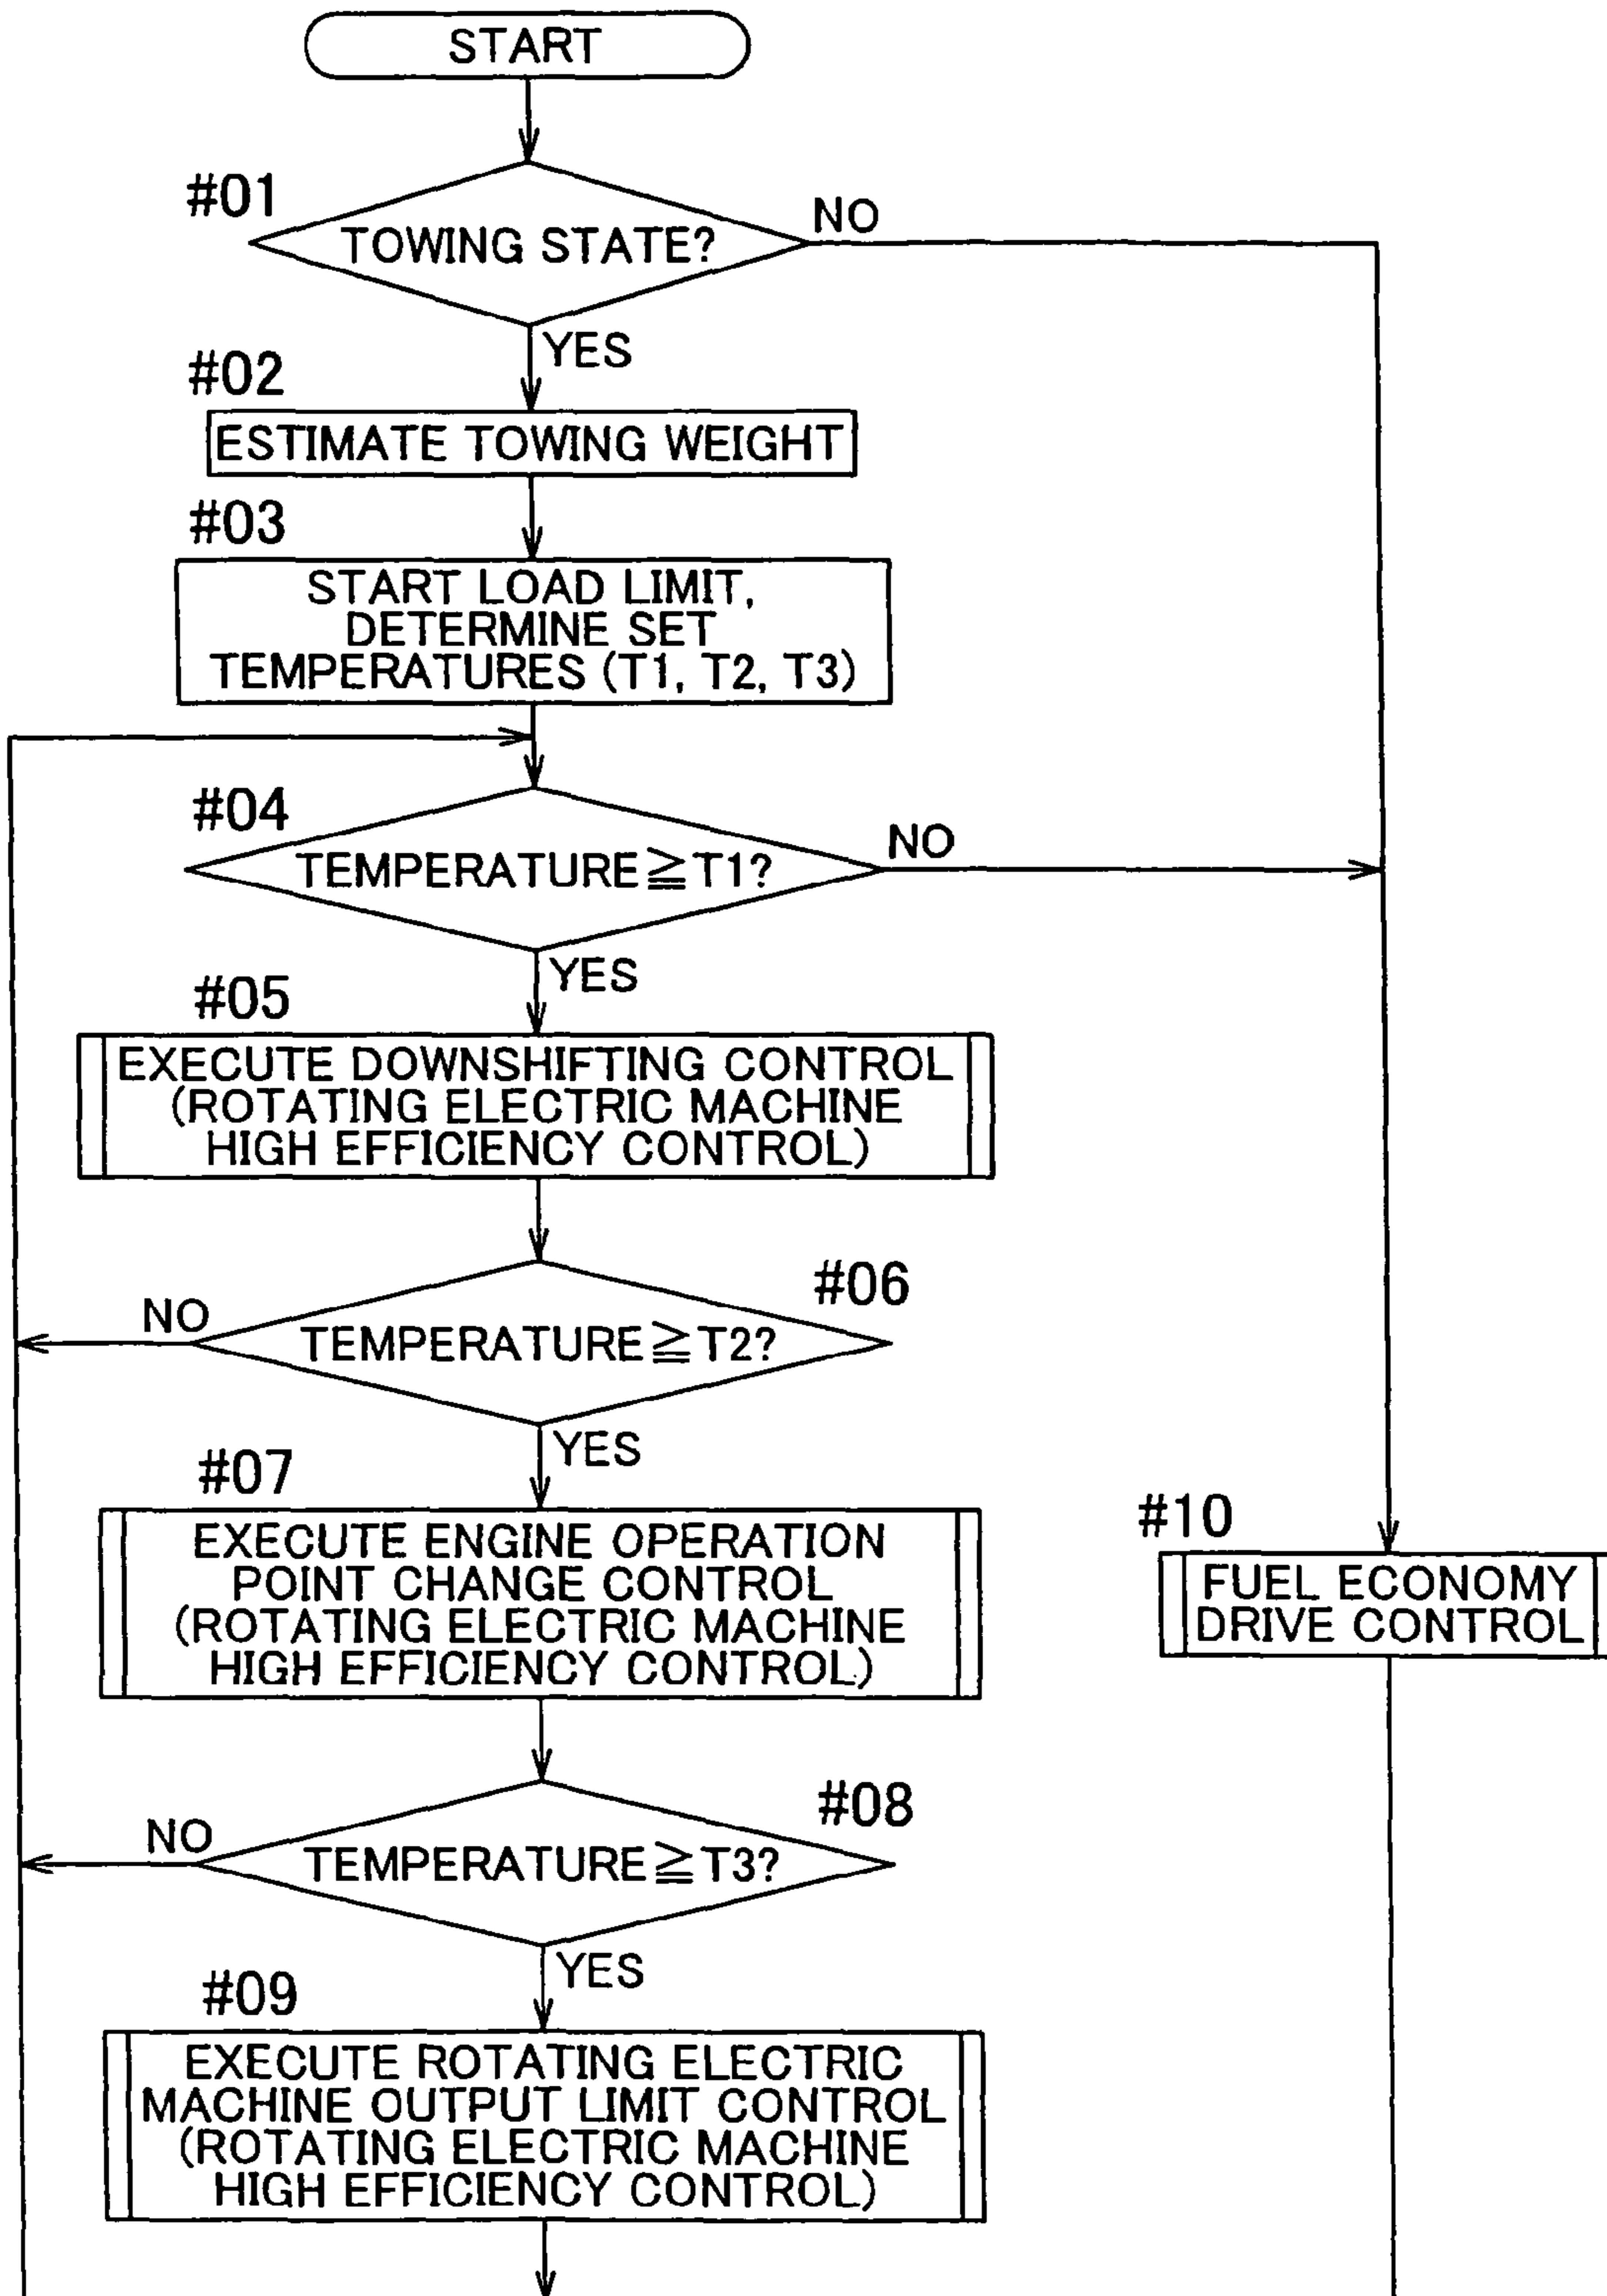 START
#01
TOWING STATE?
NO
YES
#02
ESTIMATE TOWING WEIGHT
#03
START LOAD LIMIT,
DETERMINE SET
TEMPERATURES (T1, T2, T3)
#04
TEMPERATURE≧T1?
NO
YES
#05
EXECUTE DOWNSHIFTING CONTROL
(ROTATING ELECTRIC MACHINE
HIGH EFFICIENCY CONTROL)
#06
NO
TEMPERATURE≧T2?
YES
#07
EXECUTE ENGINE OPERATION
POINT CHANGE CONTROL
(ROTATING ELECTRIC MACHINE
HIGH EFFICIENCY CONTROL)
#10
FUEL ECONOMY
DRIVE CONTROL
#08
NO
TEMPERATURE≧T3?
YES
#09
EXECUTE ROTATING ELECTRIC
MACHINE OUTPUT LIMIT CONTROL
(ROTATING ELECTRIC MACHINE
HIGH EFFICIENCY CONTROL)